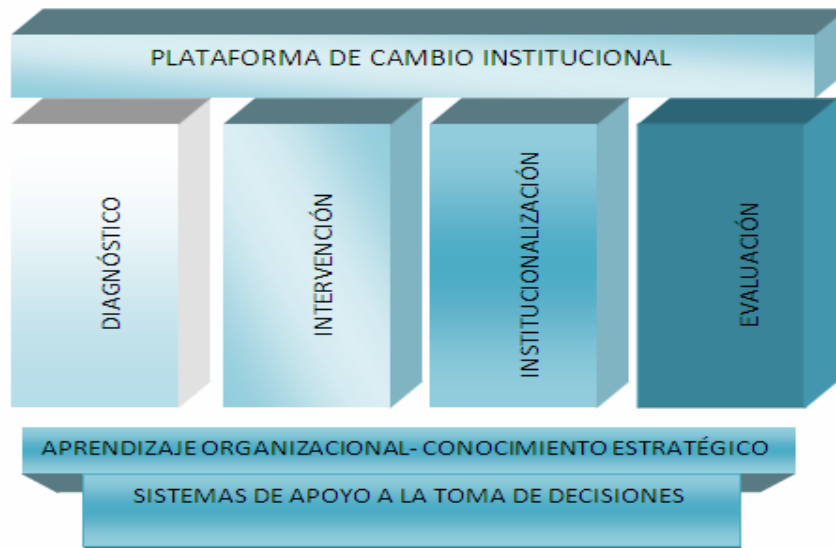 PLATAFORMA DE CAMBIO INSTITUCIONAL
DIAGNÓSTICO
INTERVENCIÓN
INSTITUCIONALIZACIÓN
EVALUACIÓN
APRENDIZAJE ORGANIZACIONAL- CONOCIMIENTO ESTRATÉGICO
SISTEMAS DE APOYO A LA TOMA DE DECISIONES